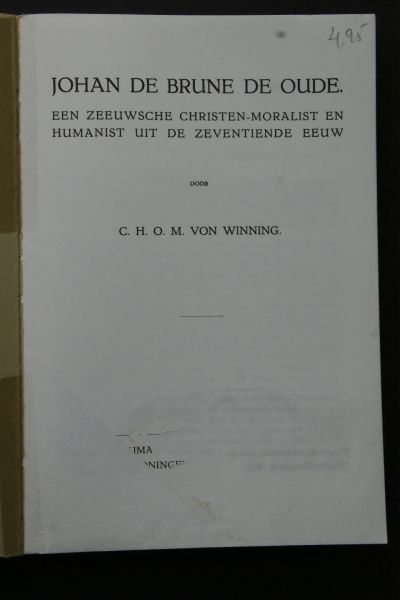 4,95
JOHAN DE BRUNE DE OUDE.
EEN ZEEUWSCHE CHRISTEN-MORALIST EN
HUMANIST UIT DE ZEVENTIENDE EEUW
DOOR
C. H. O. M. VON WINNING.